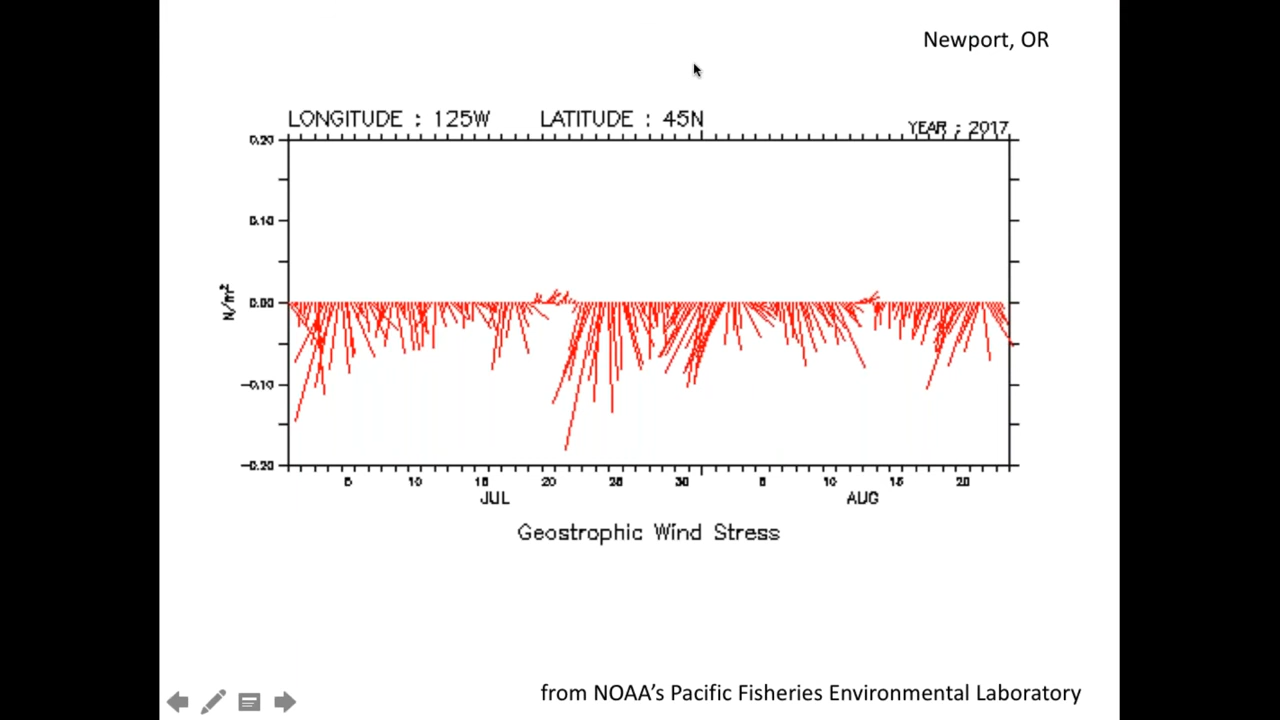 Newport, OR
LONGITUDE : 125W LATITUDE : 45N
YEAR : 2017
0.20
0.10
0.00
-0.10
-0.20
N/m²
5 10 15 20 25 30 5 10 15 20
JUL AUG
Geostrophic Wind Stress
from NOAA’s Pacific Fisheries Environmental Laboratory